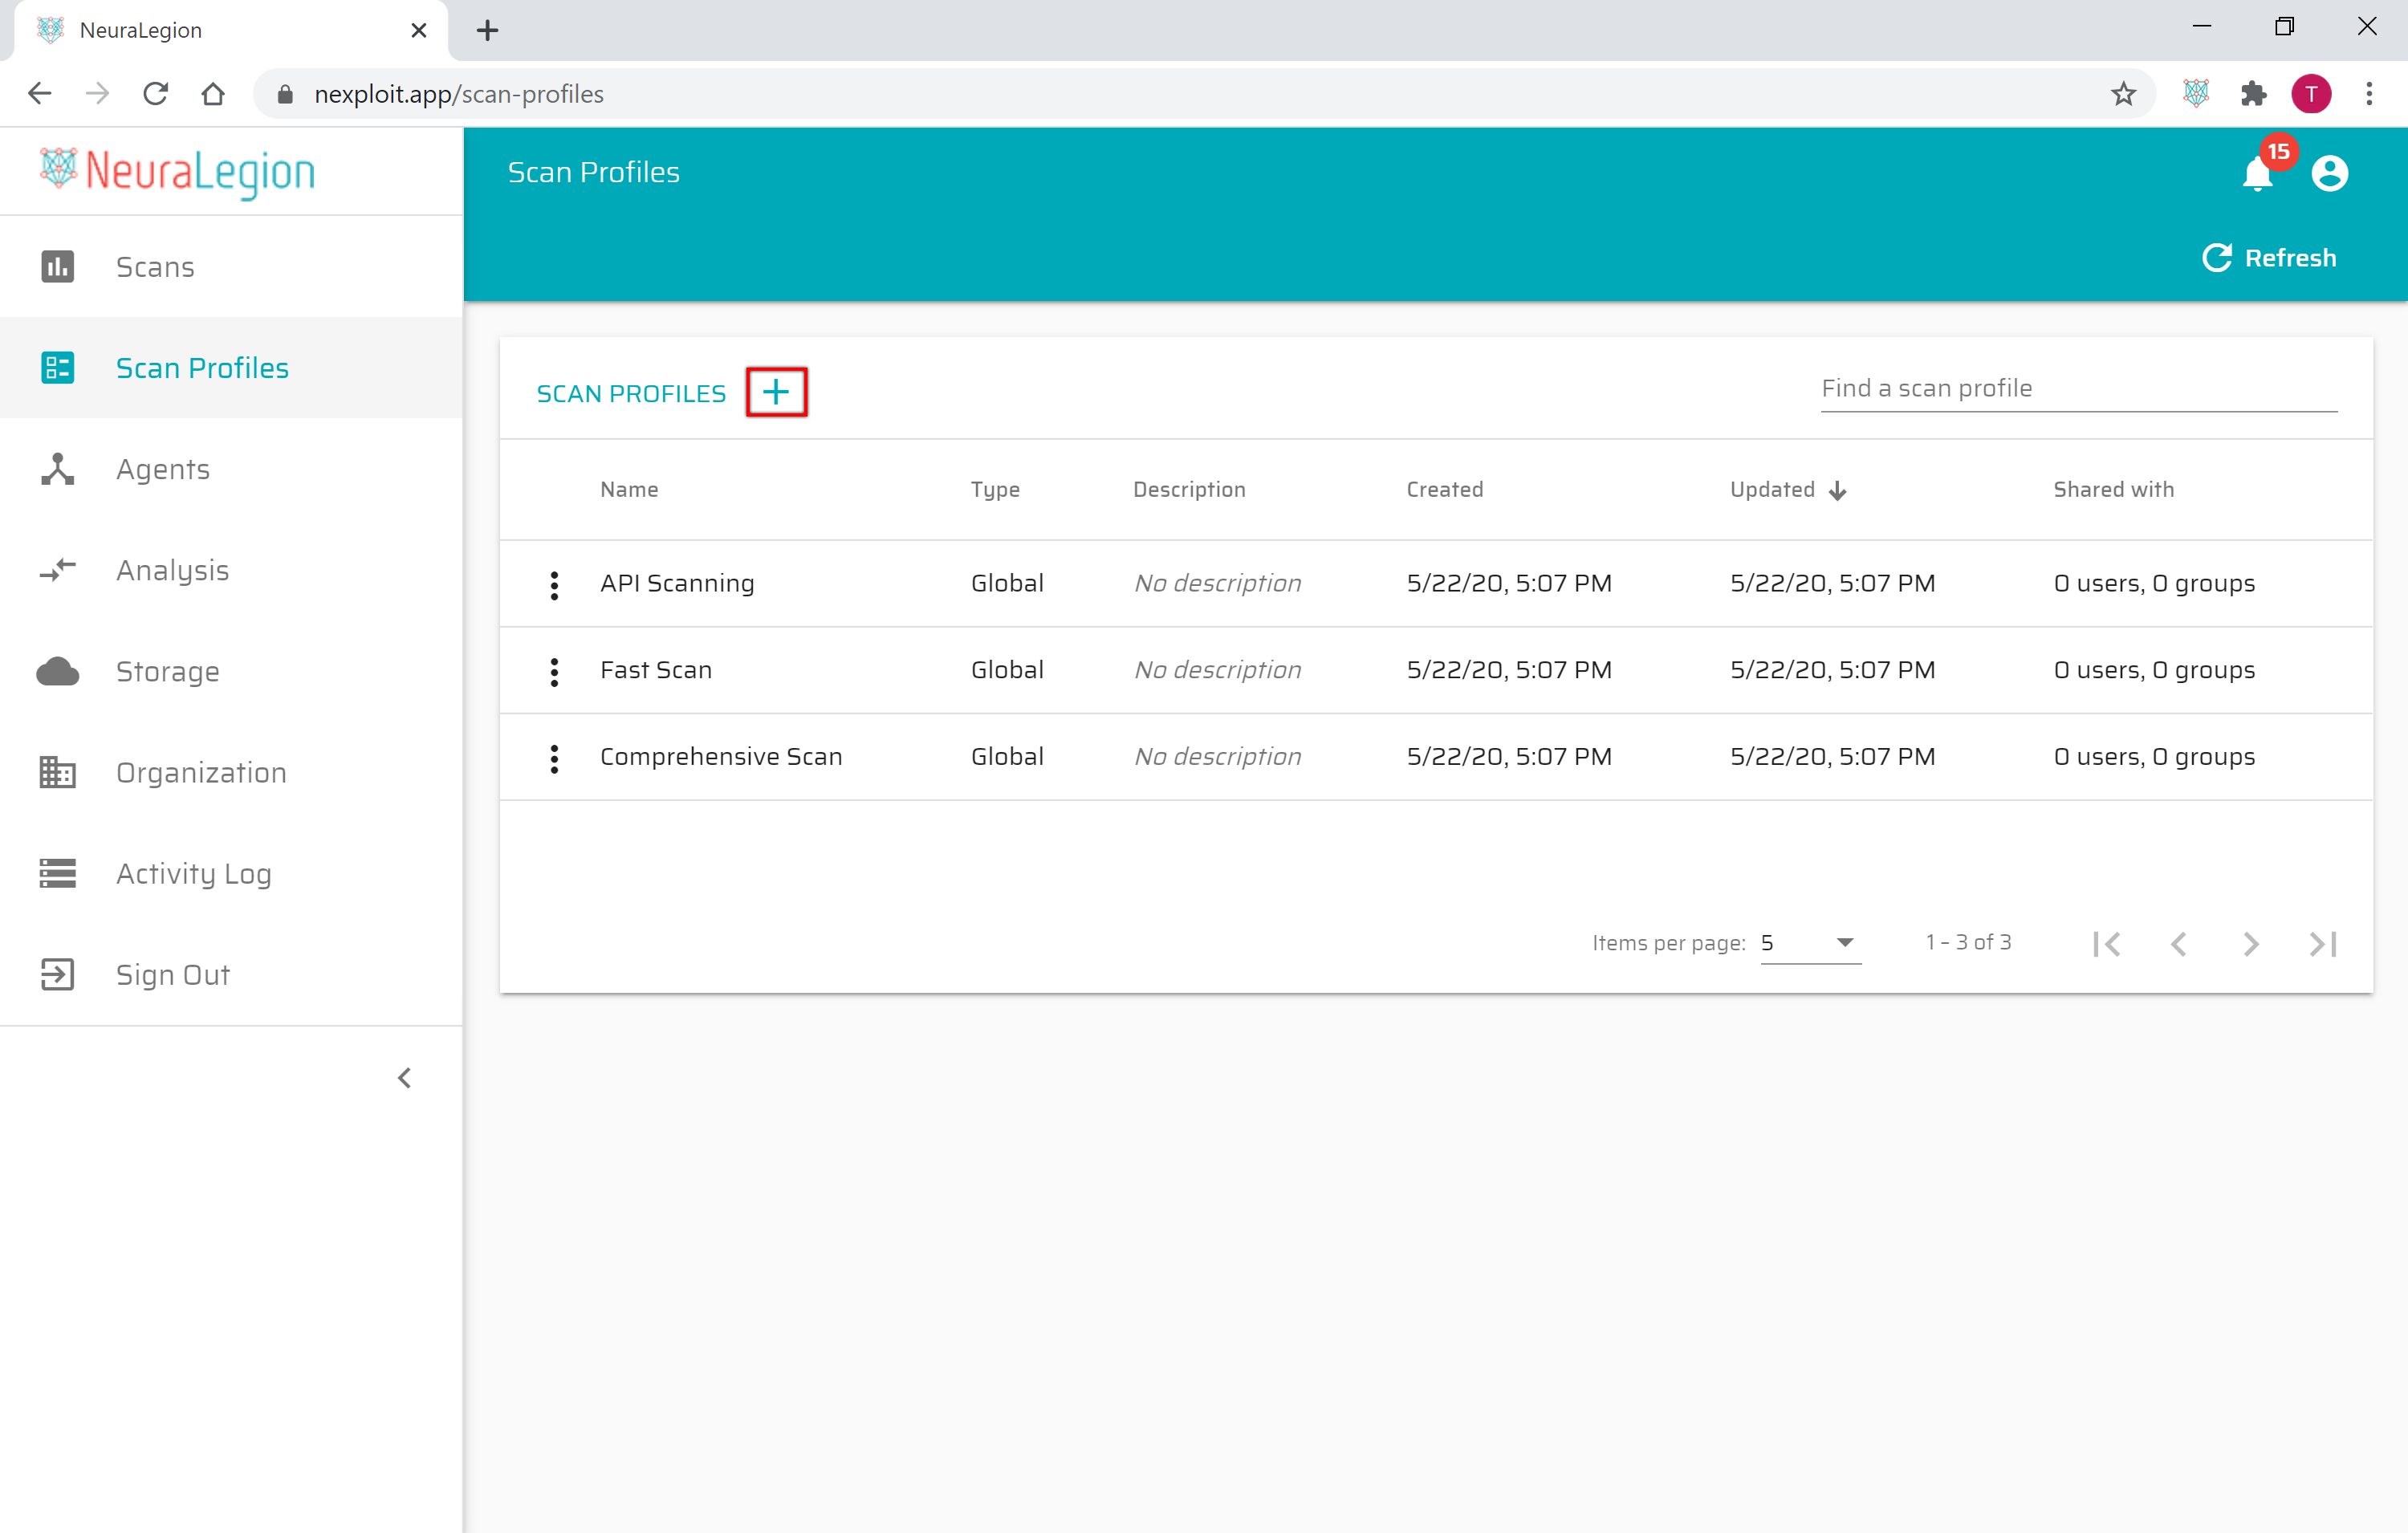 NeuraLegion
nexploit.app/scan-profiles
T
NeuraLegion
Scans
Scan Profiles
Agents
Analysis
Storage
Organization
Activity Log
Sign Out
Scan Profiles
15
Refresh
SCAN PROFILES
Find a scan profile
Name Type Description Created Updated Shared with
API Scanning Global No description 5/22/20, 5:07 PM 5/22/20, 5:07 PM 0 users, 0 groups
Fast Scan Global No description 5/22/20, 5:07 PM 5/22/20, 5:07 PM 0 users, 0 groups
Comprehensive Scan Global No description 5/22/20, 5:07 PM 5/22/20, 5:07 PM 0 users, 0 groups
Items per page: 5 1 – 3 of 3